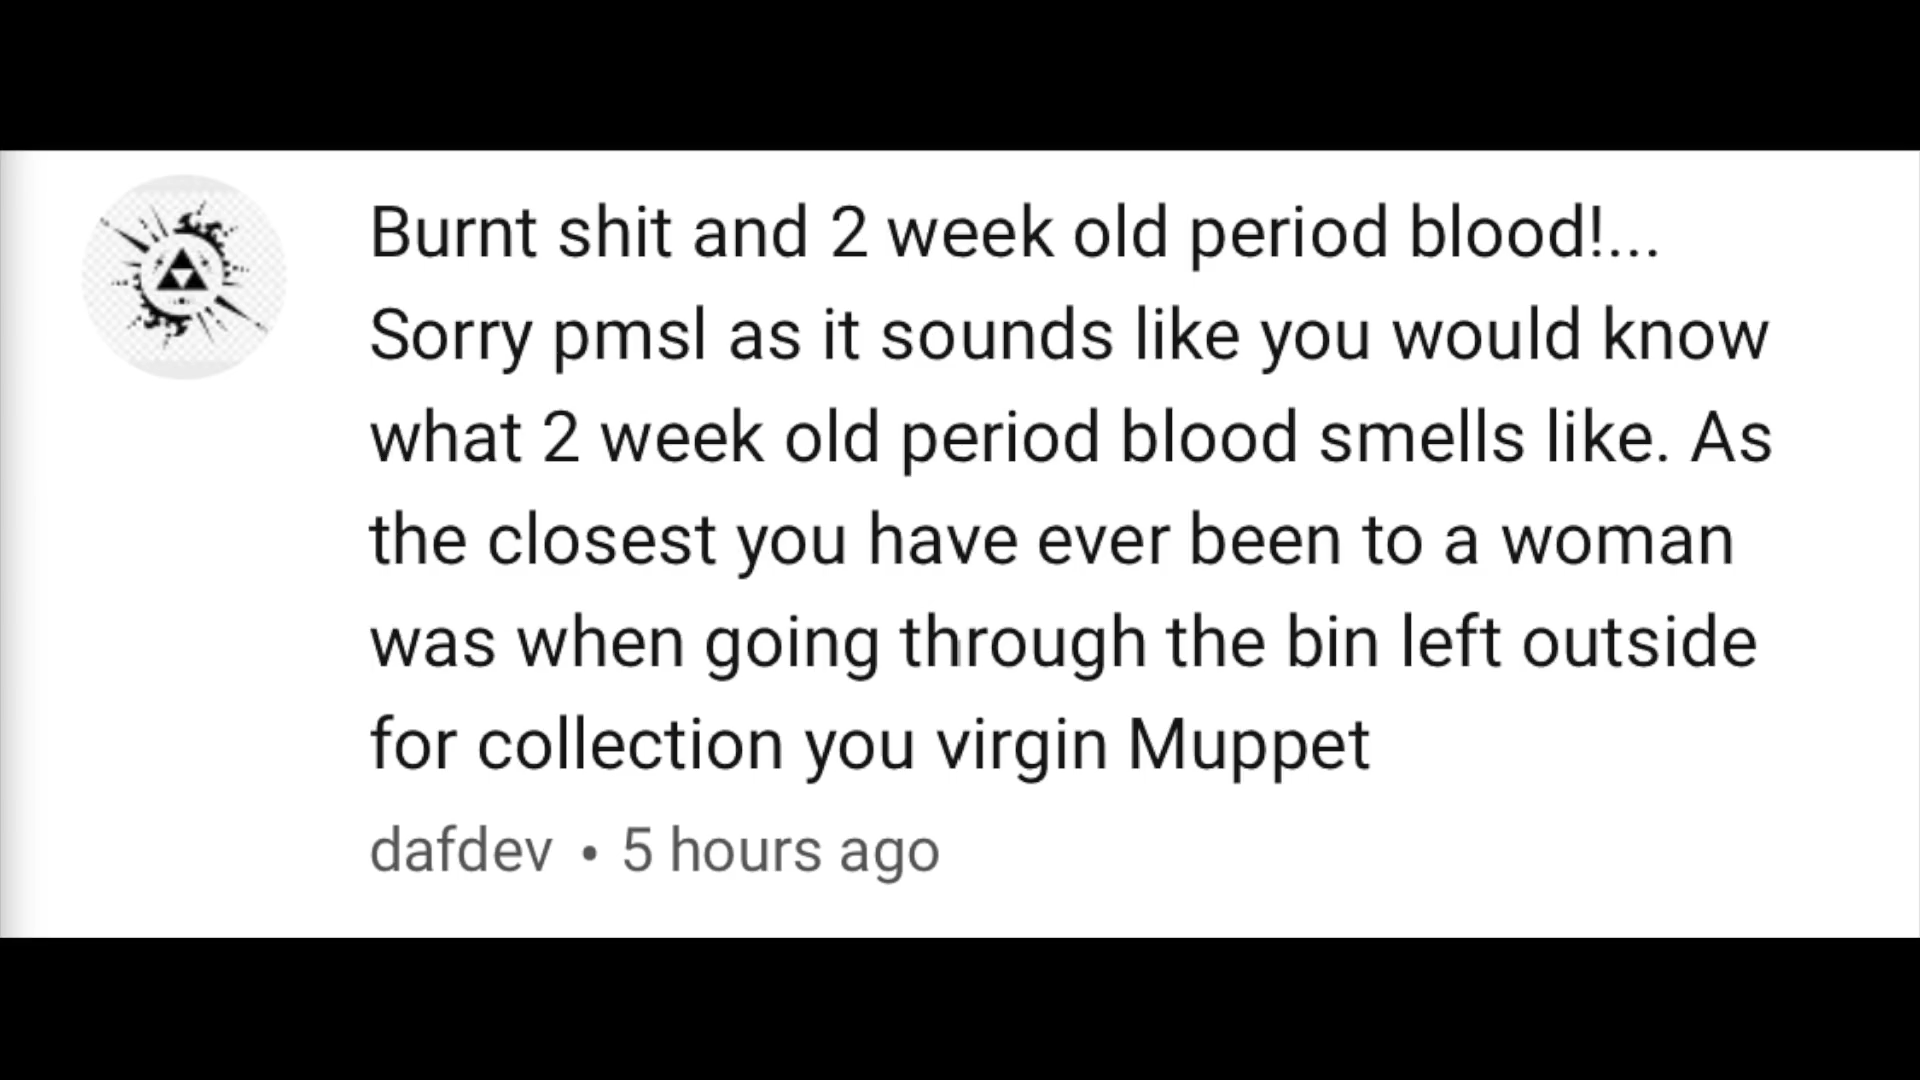 Burnt shit and 2 week old period blood!...
Sorry pmsl as it sounds like you would know
what 2 week old period blood smells like. As
the closest you have ever been to a woman
was when going through the bin left outside
for collection you virgin Muppet
dafdev • 5 hours ago